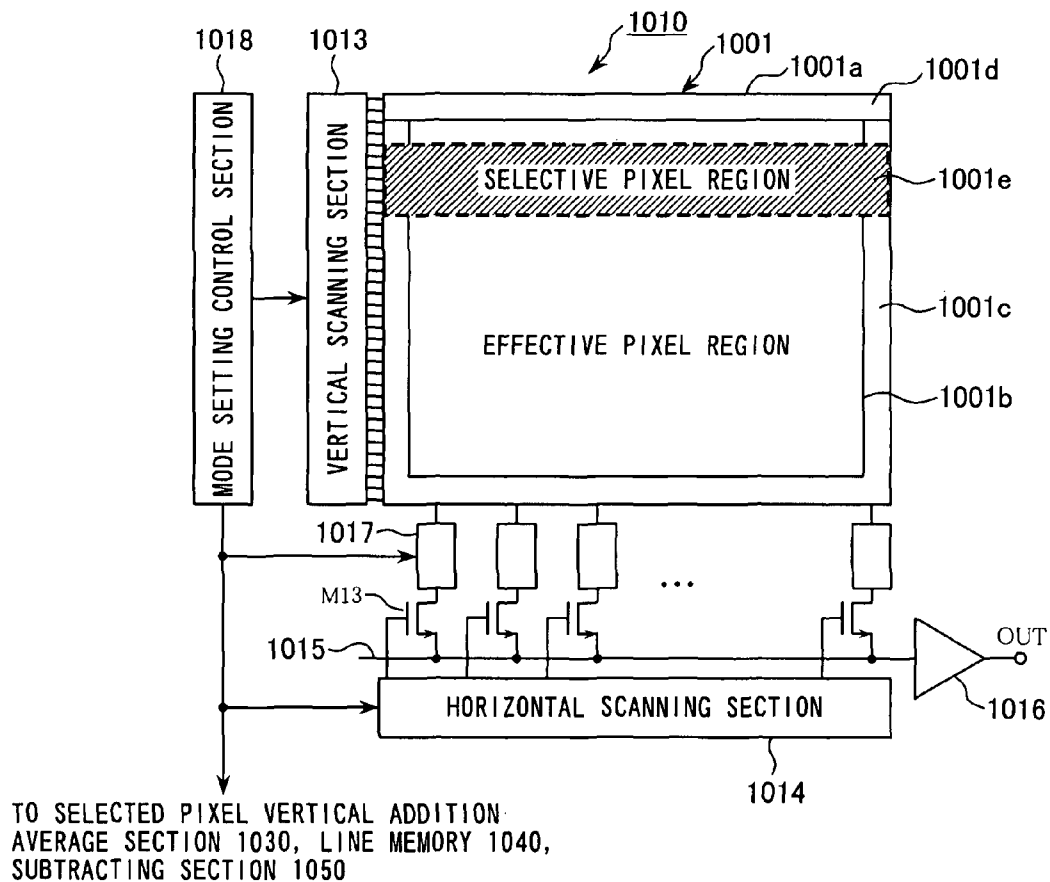 1018
1013
1010
1001
1001a
1001d
MODE SETTING CONTROL SECTION
VERTICAL SCANNING SECTION
SELECTIVE PIXEL REGION
1001e
EFFECTIVE PIXEL REGION
1001c
1001b
1017
...
M13
1015
OUT
HORIZONTAL SCANNING SECTION
1016
1014
TO SELECTED PIXEL VERTICAL ADDITION
AVERAGE SECTION 1030, LINE MEMORY 1040,
SUBTRACTING SECTION 1050